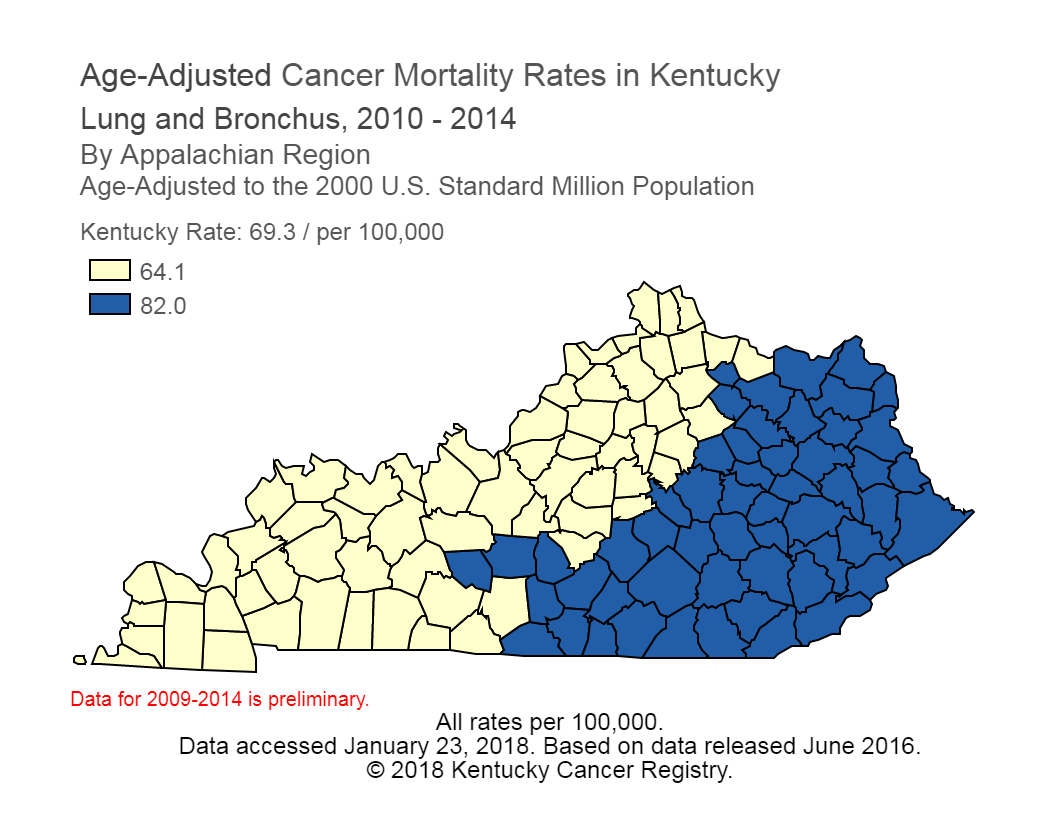 Age-Adjusted Cancer Mortality Rates in Kentucky
Lung and Bronchus, 2010 - 2014
By Appalachian Region
Age-Adjusted to the 2000 U.S. Standard Million Population
Kentucky Rate: 69.3 / per 100,000
64.1
82.0
Data for 2009-2014 is preliminary.
All rates per 100,000.
Data accessed January 23, 2018. Based on data released June 2016.
© 2018 Kentucky Cancer Registry.